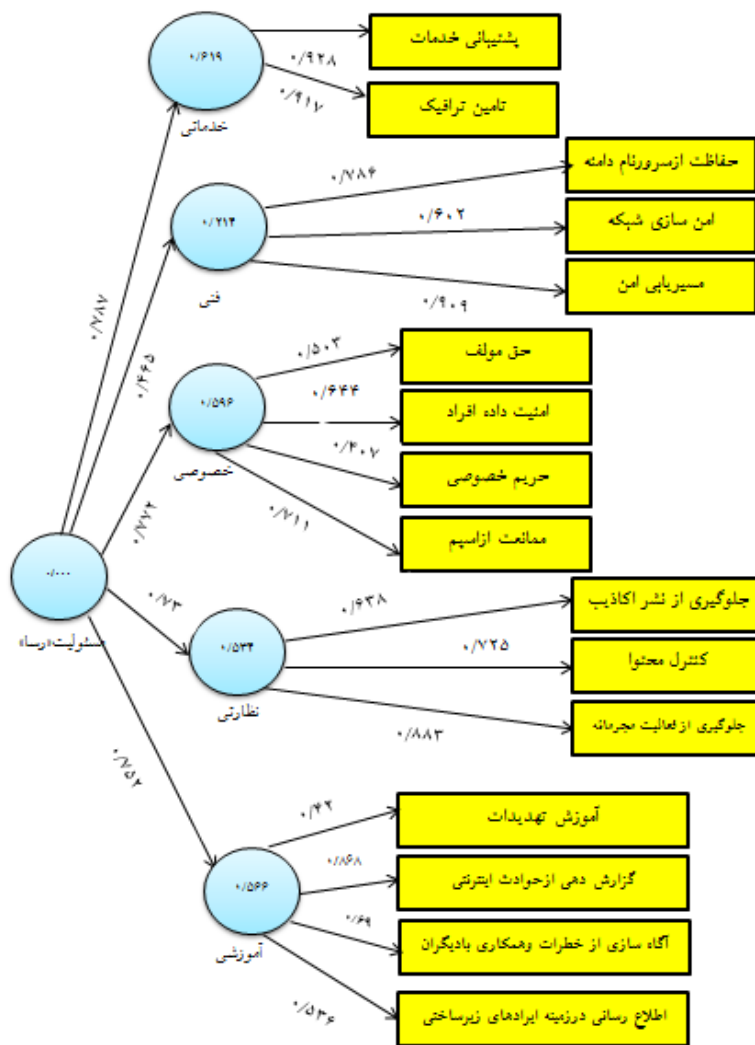 ۰/۶۱۹
خدماتی
۰/۹۲۸
پشتیبانی خدمات
۰/۹۱۷
تامین ترافیک
۰/۷۸۷
۰/۲۱۴
فنی
۰/۷۸۶
حفاظت ازسرورنام دامنه
۰/۶۰۲
امن سازی شبکه
۰/۹۰۹
مسیریابی امن
۰/۴۶۵
۰/۵۹۶
خصوصی
۰/۵۰۳
حق مولف
۰/۶۴۴
امنیت داده افراد
۰/۴۰۷
حریم خصوصی
۰/۷۱۱
ممانعت ازاسپم
۰/۷۷۲
۰/۰۰۰
مسئولیت«رسا»
۰/۷۳
۰/۵۳۴
نظارتی
۰/۶۳۸
جلوگیری از نشر اکاذیب
۰/۷۲۵
کنترل محتوا
۰/۸۸۳
جلوگیری از فعالیت مجرمانه
۰/۷۵۲
۰/۵۶۶
آموزشی
۰/۴۲
آموزش تهدیدات
۰/۸۶۸
گزارش دهی ازحوادث اینترنتی
۰/۶۹
آگاه سازی از خطرات وهمکاری بادیگران
۰/۵۳۶
اطلاع رسانی درزمینه ایرادهای زیرساختی